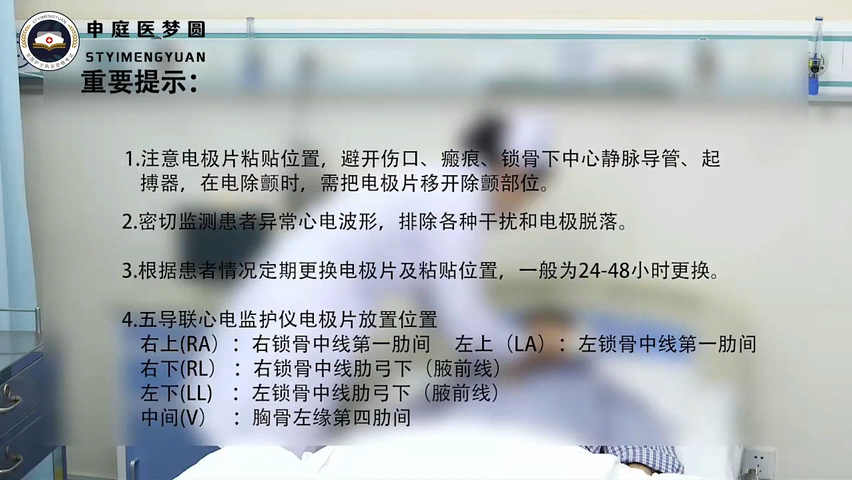 申庭医梦圆
STYIMENGYUAN
重要提示：
1.注意电极片粘贴位置，避开伤口、瘢痕、锁骨下中心静脉导管、起
搏器，在电除颤时，需把电极片移开除颤部位。
2.密切监测患者异常心电波形，排除各种干扰和电极脱落。
3.根据患者情况定期更换电极片及粘贴位置，一般为24-48小时更换。
4.五导联心电监护仪电极片放置位置
右上(RA）：右锁骨中线第一肋间 左上（LA）：左锁骨中线第一肋间
右下(RL）：右锁骨中线肋弓下（腋前线）
左下(LL）：左锁骨中线肋弓下（腋前线）
中间(V）：胸骨左缘第四肋间